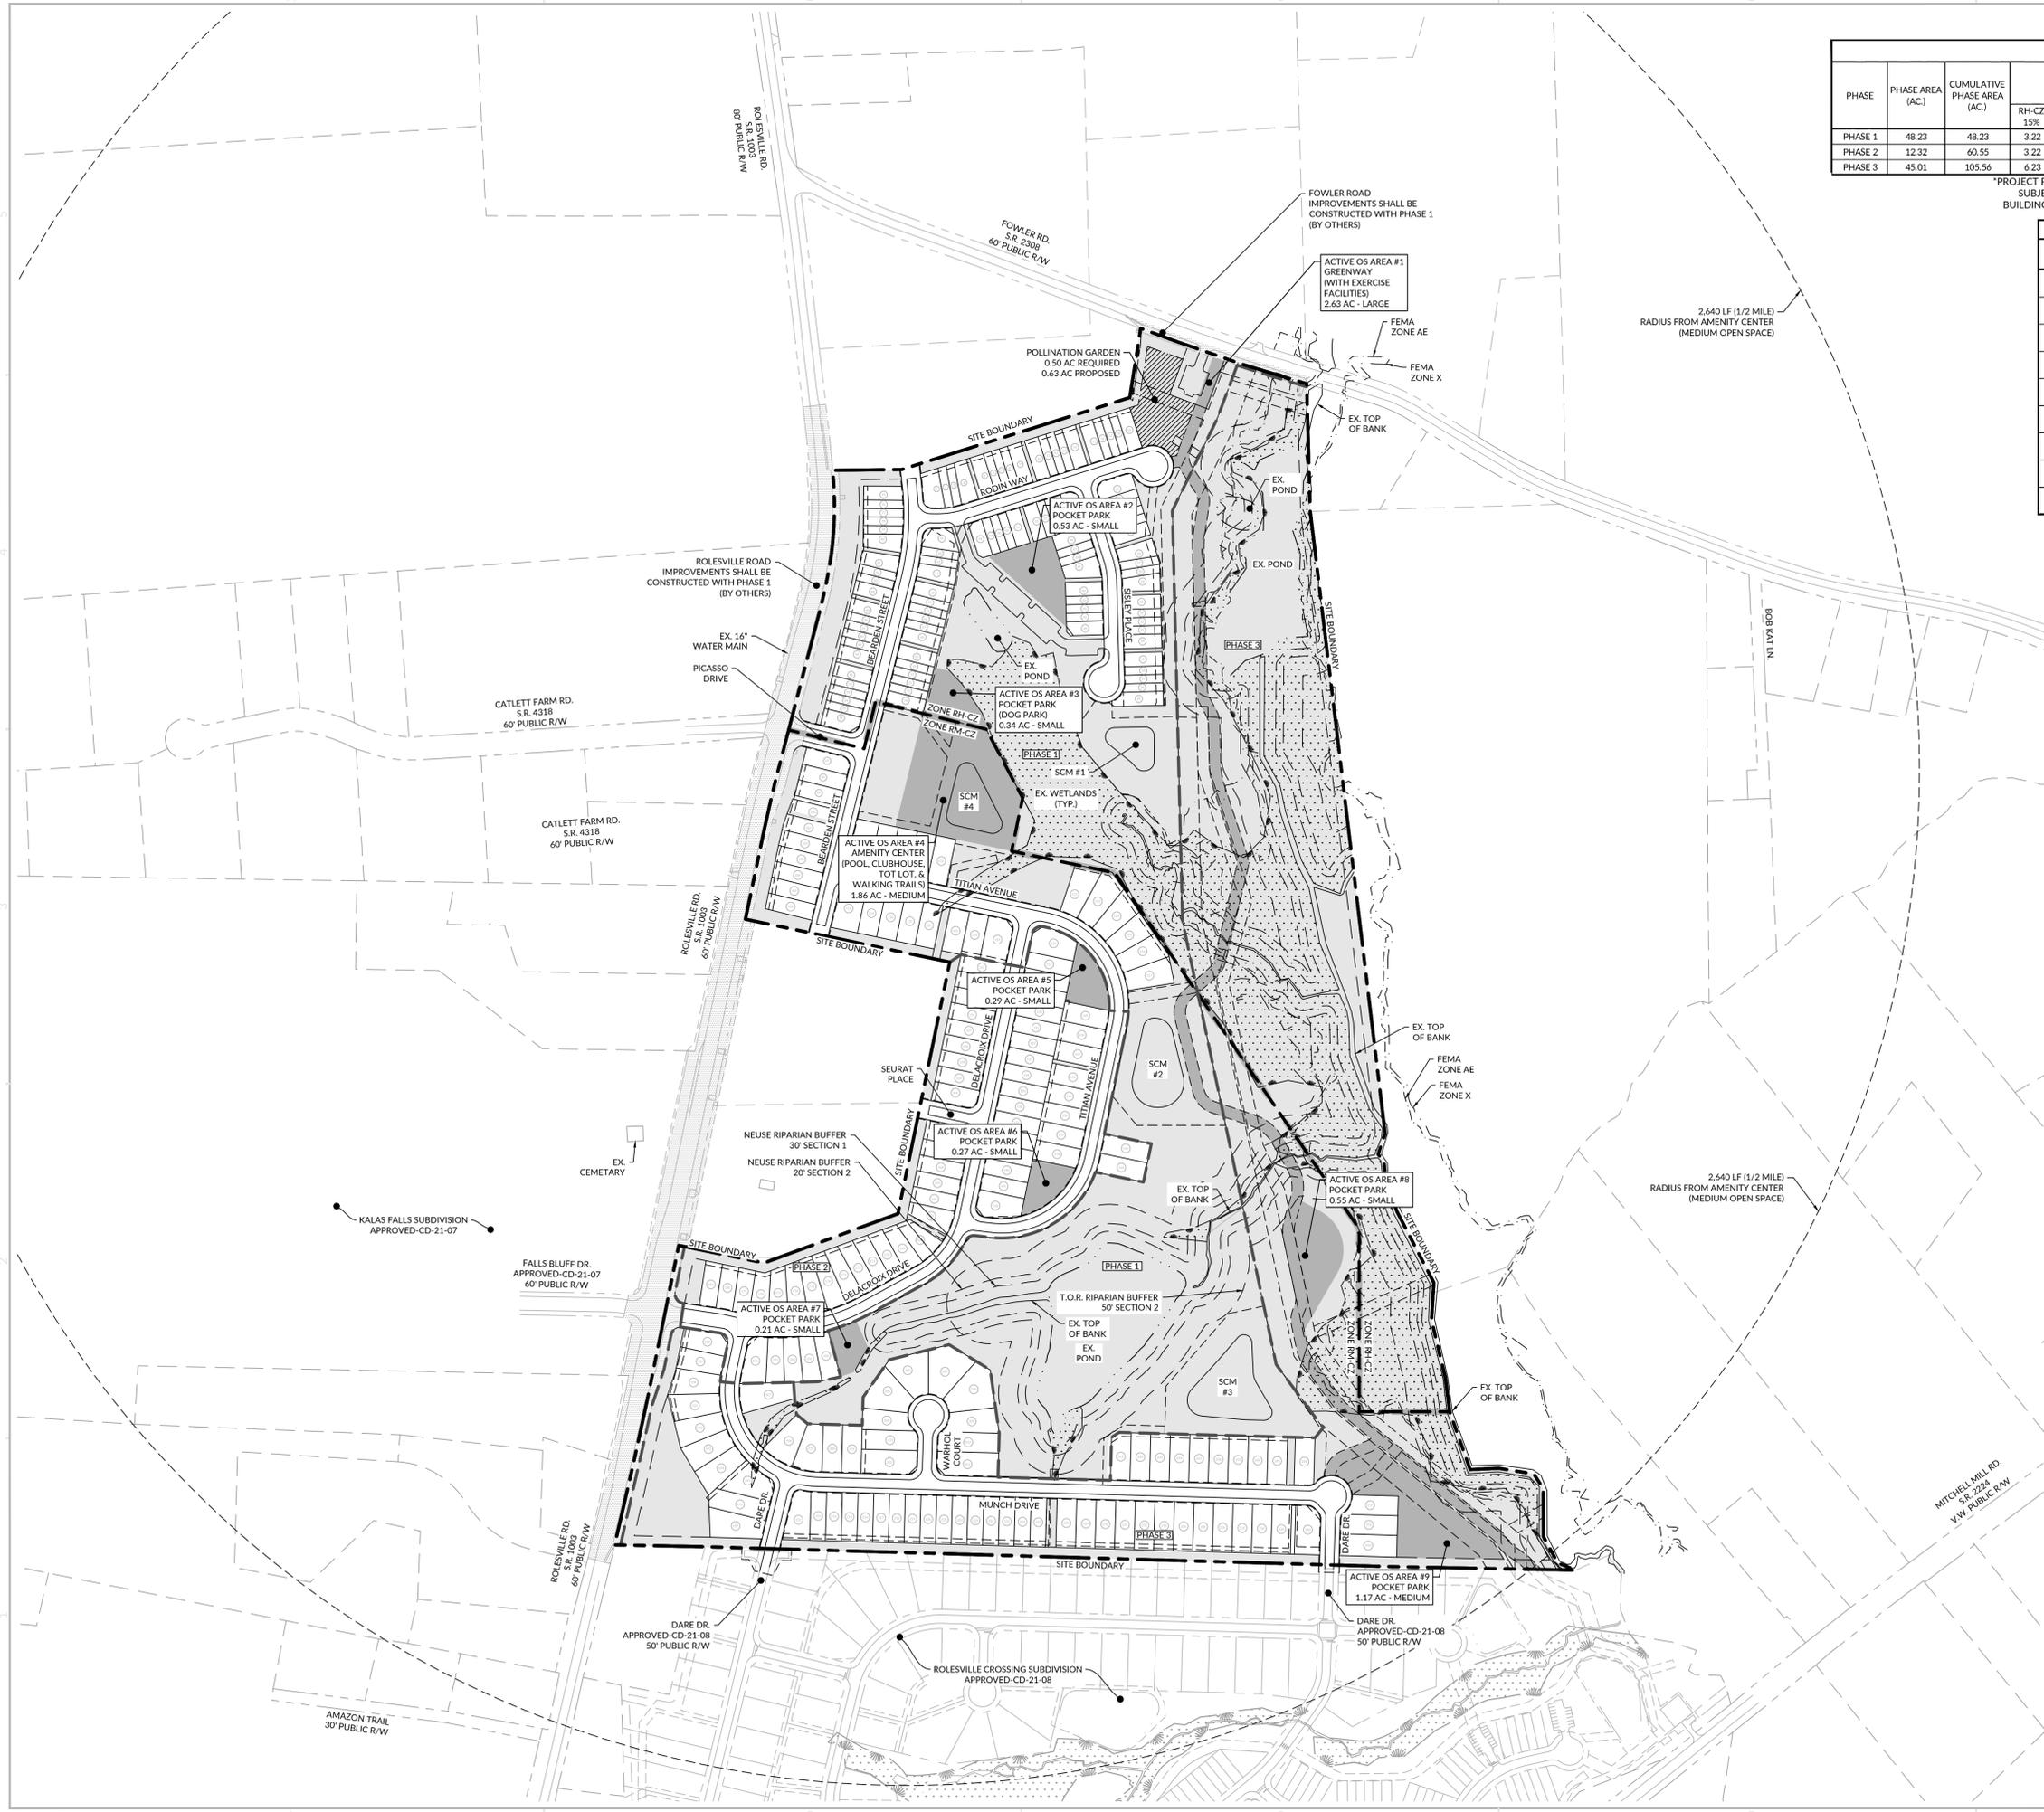 PHASE
PHASE AREA
(AC.)
CUMULATIVE
PHASE AREA
(AC.)
RH-CZ
15%
PHASE 1 48.23 48.23 3.22
PHASE 2 12.32 60.55 3.22
PHASE 3 45.01 105.56 6.23
*PROJECT
SUBJE
BUILDING
ROLESVILLE RD.
S.R. 1003
80' PUBLIC R/W
FOWLER ROAD
IMPROVEMENTS SHALL BE
CONSTRUCTED WITH PHASE 1
(BY OTHERS)
FOWLER RD.
S.R. 2308
60' PUBLIC R/W
ACTIVE OS AREA #1
GREENWAY
(WITH EXERCISE
FACILITIES)
2.63 AC - LARGE
2,640 LF (1/2 MILE)
RADIUS FROM AMENITY CENTER
(MEDIUM OPEN SPACE)
FEMA
ZONE AE
FEMA
ZONE X
POLLINATION GARDEN
0.50 AC REQUIRED
0.63 AC PROPOSED
EX. TOP
OF BANK
SITE BOUNDARY
RODIN WAY
EX.
POND
ACTIVE OS AREA #2
POCKET PARK
0.53 AC - SMALL
EX. POND
ROLESVILLE ROAD
IMPROVEMENTS SHALL BE
CONSTRUCTED WITH PHASE 1
(BY OTHERS)
BEARDEN STREET
SISLEY PLACE
SITE BOUNDARY
BOB KAT LN.
EX. 16"
WATER MAIN
PHASE 3
PICASSO
DRIVE
EX.
POND
CATLETT FARM RD.
S.R. 4318
60' PUBLIC R/W
ACTIVE OS AREA #3
POCKET PARK
(DOG PARK)
0.34 AC - SMALL
ZONE RH-CZ
ZONE RM-CZ
PHASE 1
SCM #1
SCM
#4
EX. WETLANDS
(TYP.)
CATLETT FARM RD.
S.R. 4318
60' PUBLIC R/W
BEARDEN STREET
ACTIVE OS AREA #4
AMENITY CENTER
(POOL, CLUBHOUSE,
TOT LOT, &
WALKING TRAILS)
1.86 AC - MEDIUM
TITIAN AVENUE
ROLESVILLE RD.
S.R. 1003
60' PUBLIC R/W
SITE BOUNDARY
ACTIVE OS AREA #5
POCKET PARK
0.29 AC - SMALL
DELACROIX DRIVE
TITIAN AVENUE
SCM
#2
EX. TOP
OF BANK
FEMA
ZONE AE
FEMA
ZONE X
SEURAT
PLACE
SITE BOUNDARY
ACTIVE OS AREA #6
POCKET PARK
0.27 AC - SMALL
NEUSE RIPARIAN BUFFER
30' SECTION 1
NEUSE RIPARIAN BUFFER
20' SECTION 2
EX.
CEMETARY
EX. TOP
OF BANK
ACTIVE OS AREA #8
POCKET PARK
0.55 AC - SMALL
2,640 LF (1/2 MILE)
RADIUS FROM AMENITY CENTER
(MEDIUM OPEN SPACE)
KALAS FALLS SUBDIVISION
APPROVED-CD-21-07
SITE BOUNDARY
SITE BOUNDARY
FALLS BLUFF DR.
APPROVED-CD-21-07
60' PUBLIC R/W
PHASE 2
DELACROIX DRIVE
PHASE 1
T.O.R. RIPARIAN BUFFER
50' SECTION 2
ACTIVE OS AREA #7
POCKET PARK
0.21 AC - SMALL
EX. TOP
OF BANK
EX.
POND
ZONE RM-CZ
ZONE RH-CZ
SCM
#3
EX. TOP
OF BANK
WARHOL
COURT
DARE DR.
MUNCH DRIVE
PHASE 3
DARE DR.
MITCHELL MILL RD.
S.R. 2224
V.W. PUBLIC R/W
ROLESVILLE RD.
S.R. 1003
60' PUBLIC R/W
SITE BOUNDARY
ACTIVE OS AREA #9
POCKET PARK
1.17 AC - MEDIUM
DARE DR.
APPROVED-CD-21-08
50' PUBLIC R/W
DARE DR.
APPROVED-CD-21-08
50' PUBLIC R/W
ROLESVILLE CROSSING SUBDIVISION
APPROVED-CD-21-08
AMAZON TRAIL
30' PUBLIC R/W